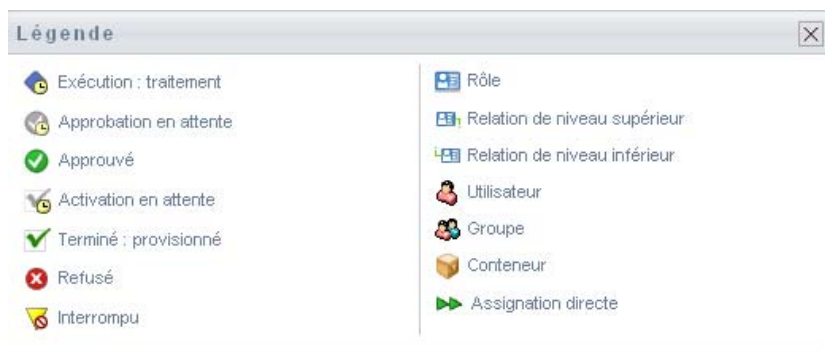 Légende
Exécution : traitement
Approbation en attente
Approuvé
Activation en attente
Terminé : provisionné
Refusé
Interrompu
Rôle
Relation de niveau supérieur
Relation de niveau inférieur
Utilisateur
Groupe
Conteneur
Assignation directe